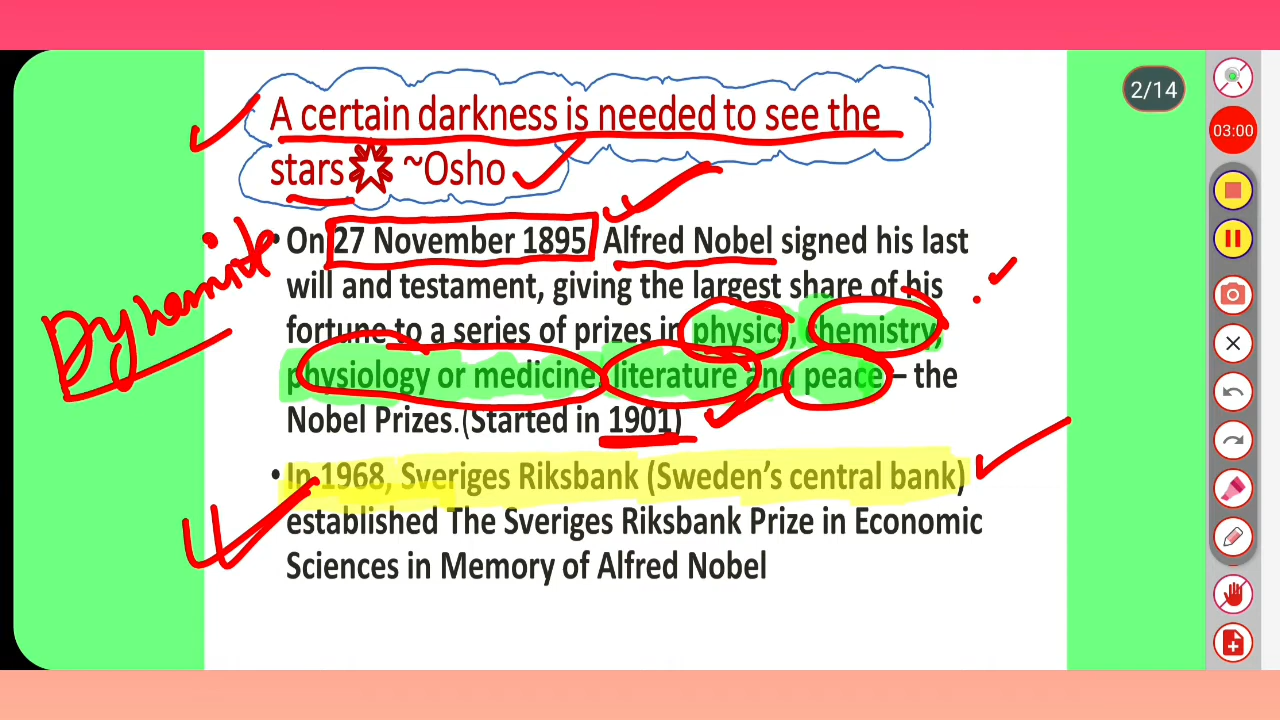 2/14
A certain darkness is needed to see the
stars ~Osho
03:00
Dynamite
• On 27 November 1895, Alfred Nobel signed his last
will and testament, giving the largest share of his
fortune to a series of prizes in physics, chemistry,
physiology or medicine, literature and peace – the
Nobel Prizes.(Started in 1901)
• In 1968, Sveriges Riksbank (Sweden's central bank)
established The Sveriges Riksbank Prize in Economic
Sciences in Memory of Alfred Nobel